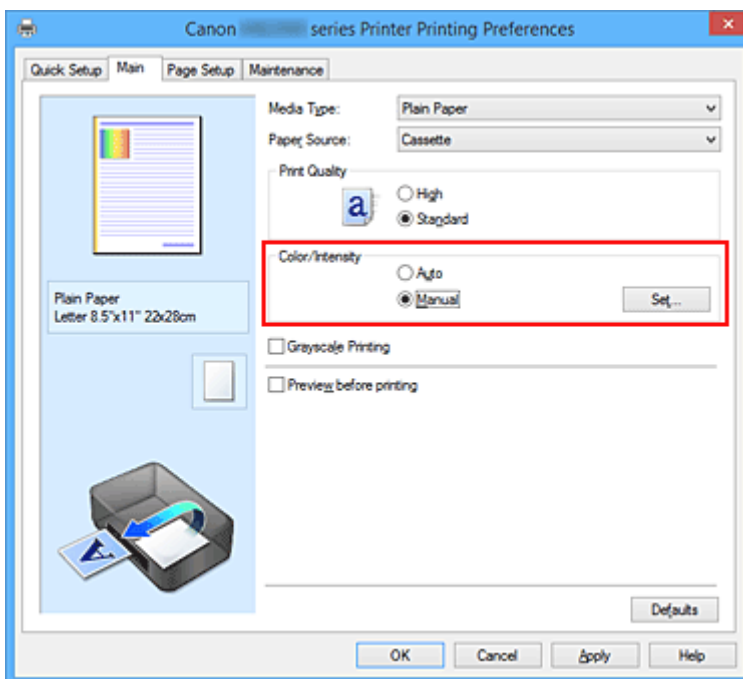 Canon series Printer Printing Preferences
Quick Setup Main Page Setup Maintenance
Media Type: Plain Paper
Paper Source: Cassette
Print Quality
a
High
Standard
Color/Intensity
Auto
Manual Set...
Plain Paper
Letter 8.5"x11" 22x28cm
Grayscale Printing
Preview before printing
A
Defaults
OK Cancel Apply Help